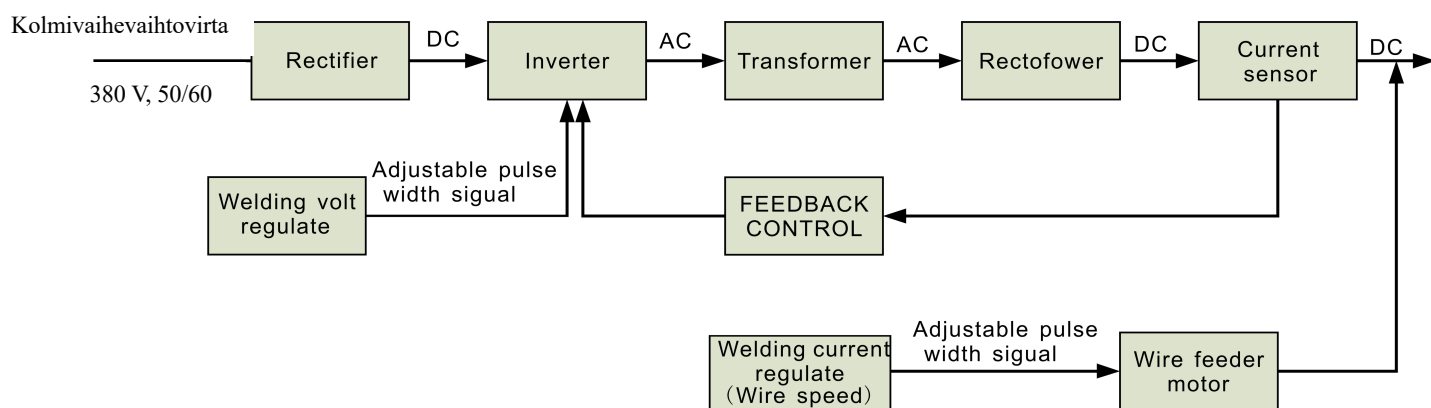 Kolmivaihevaihtovirta
380 V, 50/60
Rectifier
DC
Inverter
AC
Transformer
AC
Rectofower
DC
Current
sensor
DC
Welding volt
regulate
Adjustable pulse
width sigual
FEEDBACK
CONTROL
Welding current
regulate
(Wire speed)
Adjustable pulse
width sigual
Wire feeder
motor